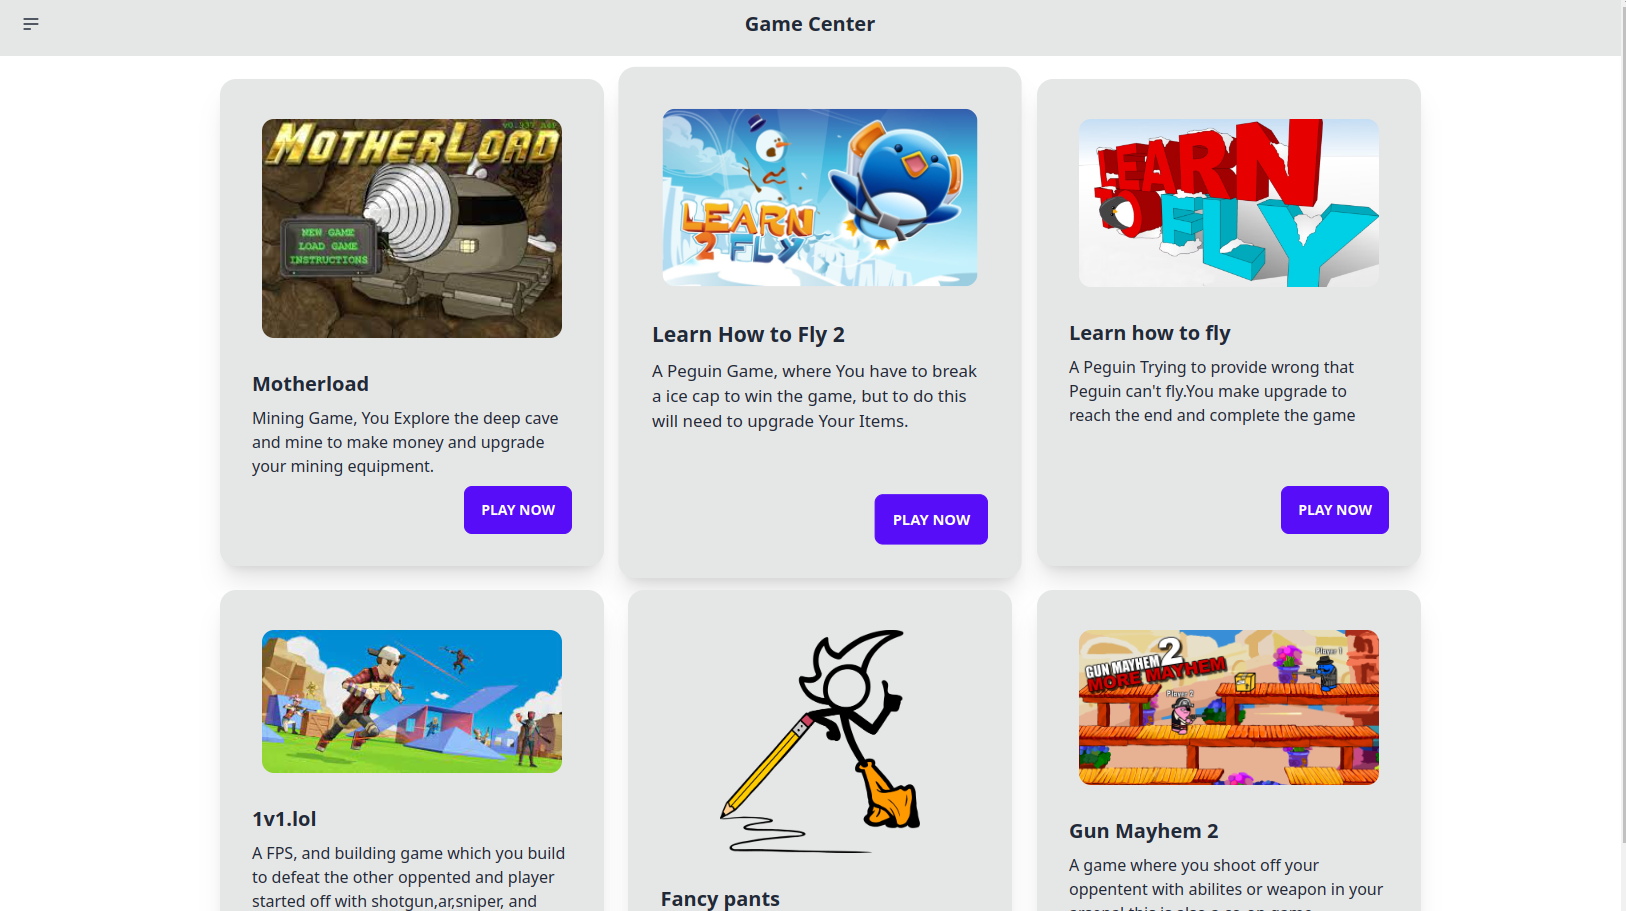 Game Center
MOTHERLOAD
NEW GAME
LOAD GAME
INSTRUCTIONS
Motherload
Mining Game, You Explore the deep cave
and mine to make money and upgrade
your mining equipment.
PLAY NOW
LEARN
2 FLY
Learn How to Fly 2
A Peguin Game, where You have to break
a ice cap to win the game, but to do this
will need to upgrade Your Items.
PLAY NOW
LEARN
TO FLY
Learn how to fly
A Peguin Trying to provide wrong that
Peguin can't fly.You make upgrade to
reach the end and complete the game
PLAY NOW
1v1.lol
A FPS, and building game which you build
to defeat the other oppented and player
started off with shotgun,ar,sniper, and
Fancy pants
GUN MAYHEM 2
MORE MAYHEM
Player 1
Player 2
Gun Mayhem 2
A game where you shoot off your
oppentent with abilites or weapon in your